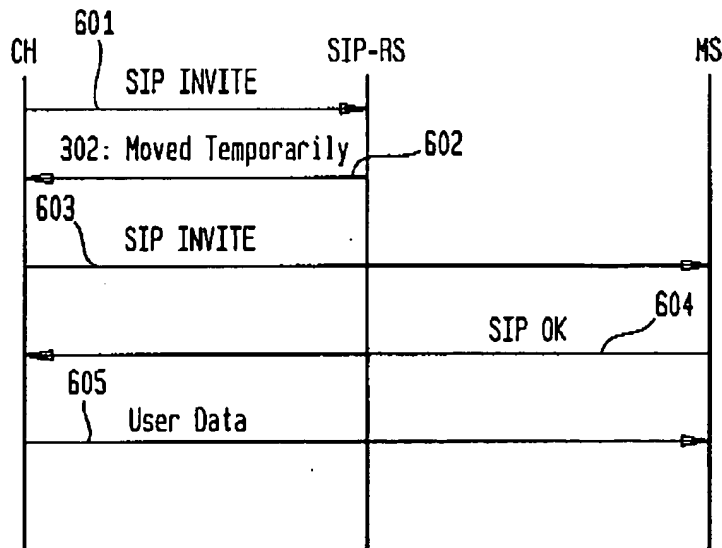 601
CH SIP-RS MS
SIP INVITE
302: Moved Temporarily 602
603
SIP INVITE
SIP OK 604
605
User Data